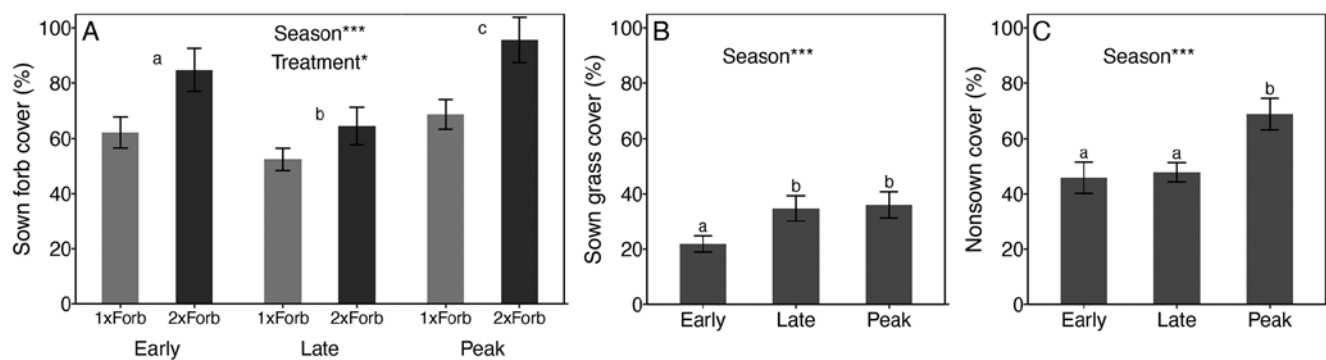 A
Season***
Treatment*
Sown forb cover (%)
100
80
60
40
20
0
a
b
c
1xForb 2xForb 1xForb 2xForb 1xForb 2xForb
Early Late Peak
B
Season***
Sown grass cover (%)
100
80
60
40
20
0
a
b
b
Early Late Peak
C
Season***
Nonsown cover (%)
100
80
60
40
20
0
a
a
b
Early Late Peak